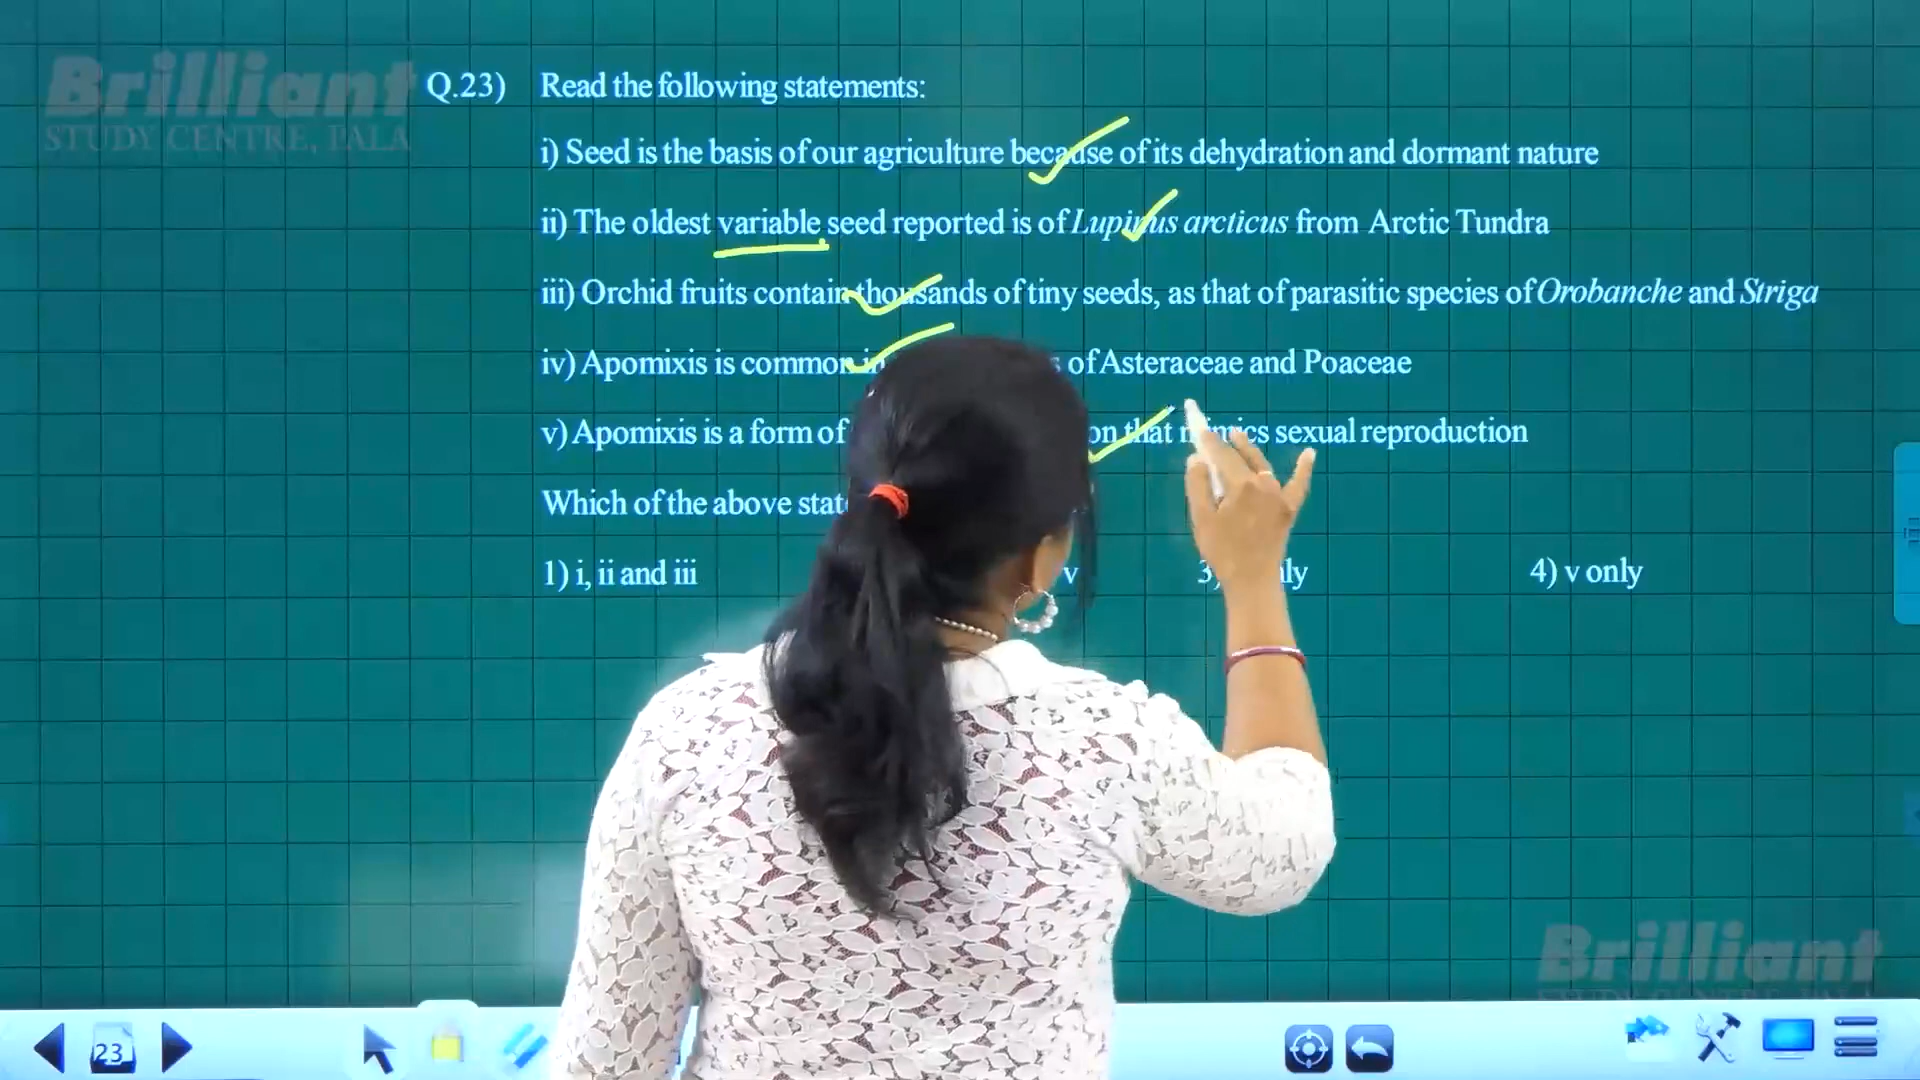 Brilliant
STUDY CENTRE, PALA
Q.23) Read the following statements:
i) Seed is the basis of our agriculture because of its dehydration and dormant nature
ii) The oldest variable seed reported is of Lupinus arcticus from Arctic Tundra
iii) Orchid fruits contain thousands of tiny seeds, as that of parasitic species of Orobanche and Striga
iv) Apomixis is common in of Asteraceae and Poaceae
v) Apomixis is a form of that mimics sexual reproduction
Which of the above
1) i, ii and iii v 4) v only
Brilliant
23